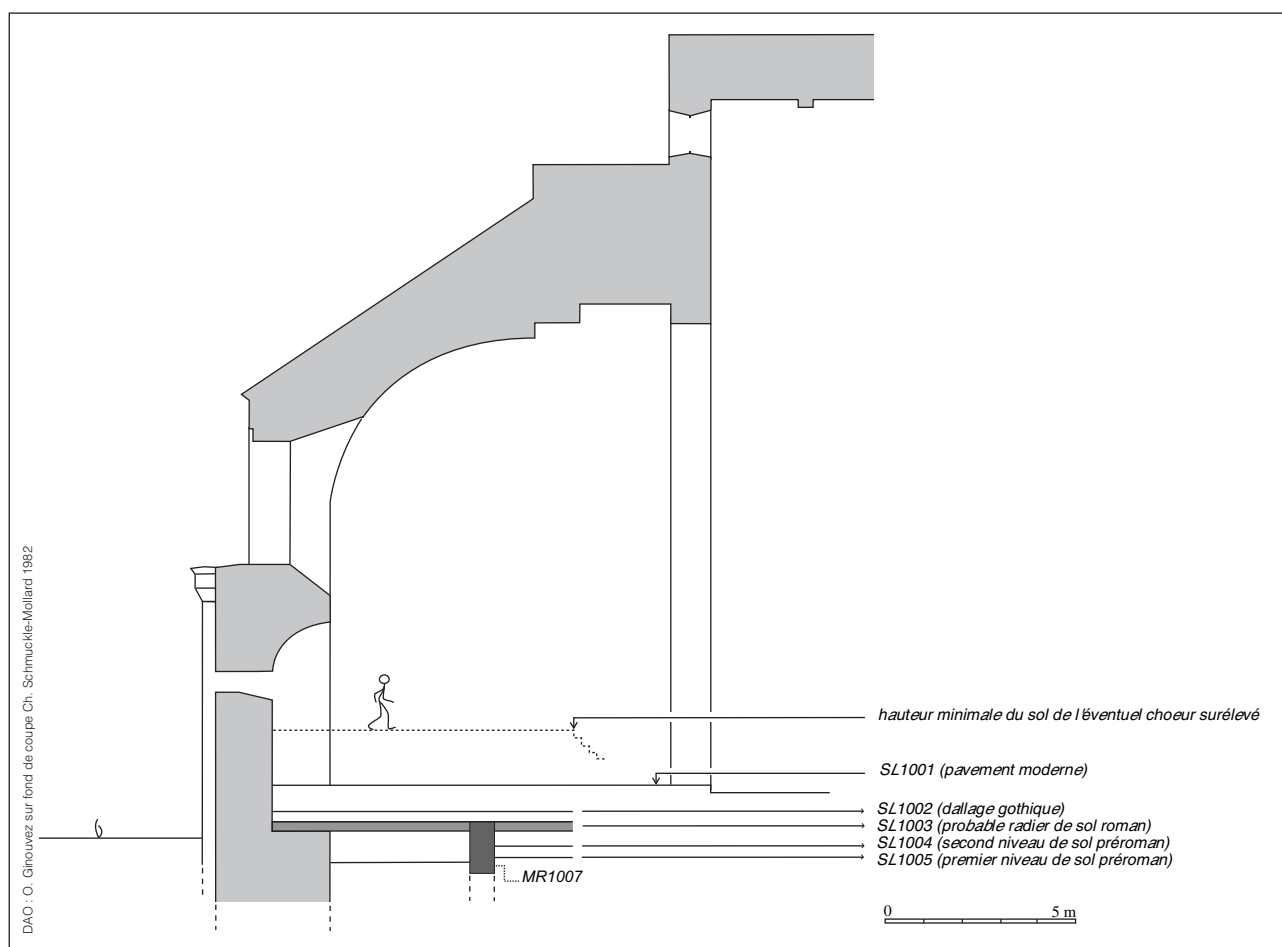 hauteur minimale du sol de l'éventuel choeur surélevé
SL1001 (pavement moderne)
SL1002 (dallage gothique)
SL1003 (probable radier de sol roman)
SL1004 (second niveau de sol préroman)
SL1005 (premier niveau de sol préroman)
MR1007
0 5 m
DAO : O. Ginouvez sur fond de coupe Ch. Schmuckle-Mollard 1982